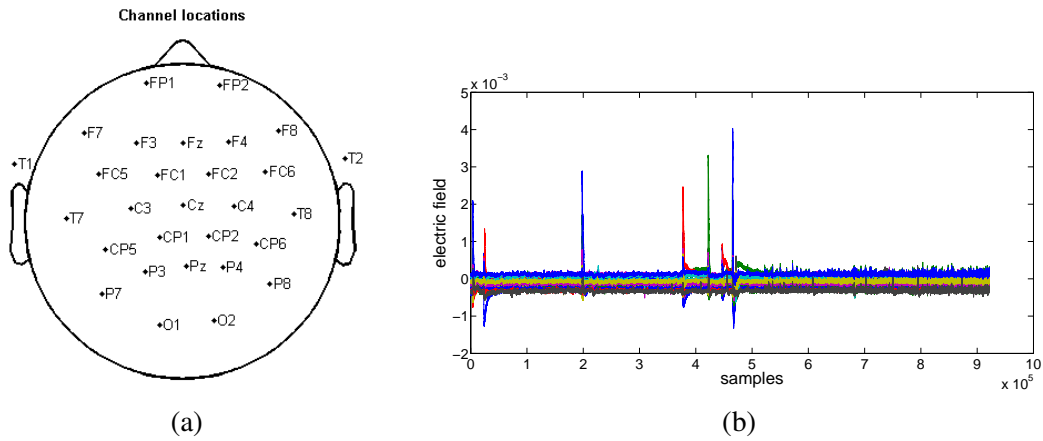 Channel locations
FP1 FP2
F7 F3 Fz F4 F8
T1 T2
FC5 FC1 FC2 FC6
T7 C3 Cz C4 T8
CP5 CP1 CP2 CP6
P3 Pz P4
P7 P8
O1 O2
(a)
x 10⁻³
5
4
3
2
1
0
−1
−2
electric field
0 1 2 3 4 5 6 7 8 9 10
samples
x 10⁵
(b)